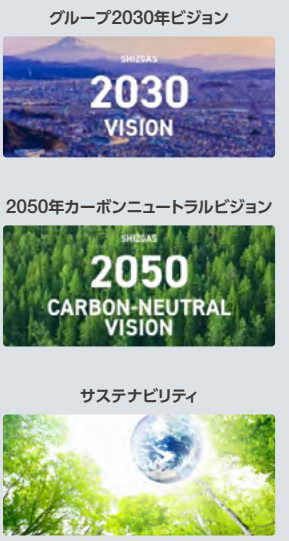 グループ2030年ビジョン
SHIZGAS
2030
VISION
2050年カーボンニュートラルビジョン
SHIZGAS
2050
CARBON-NEUTRAL
VISION
サステナビリティ